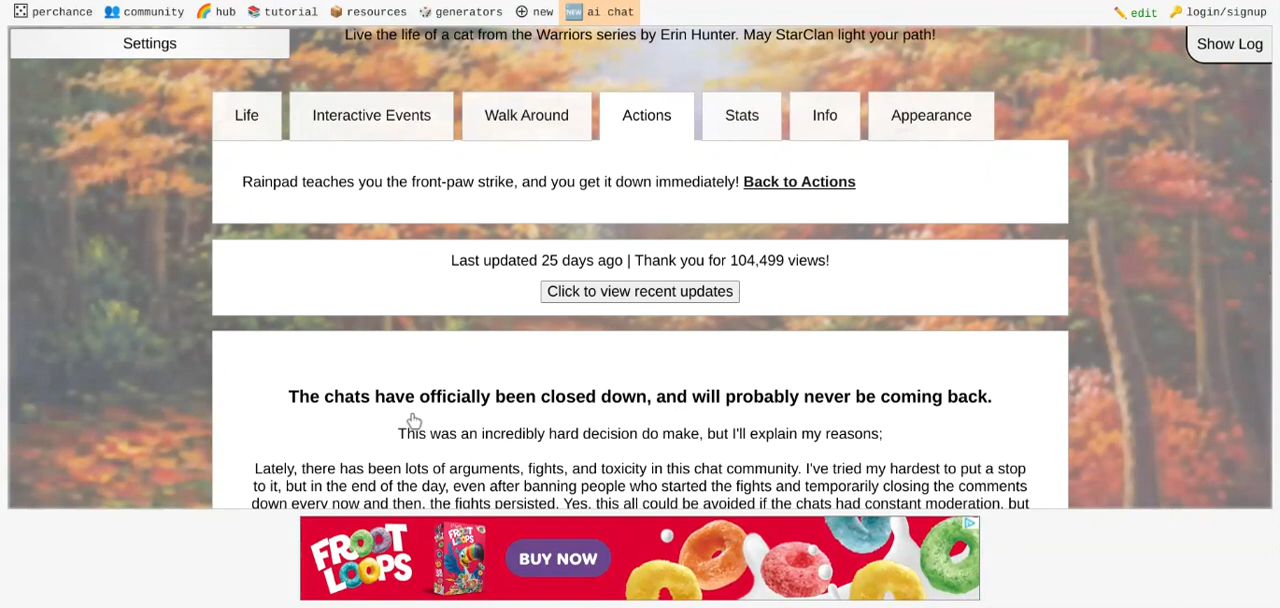 perchance community hub tutorial resources generators new ai chat edit login/signup
Live the life of a cat from the Warriors series by Erin Hunter. May StarClan light your path!
Settings
Show Log
Life Interactive Events Walk Around Actions Stats Info Appearance
Rainpad teaches you the front-paw strike, and you get it down immediately! Back to Actions
Last updated 25 days ago | Thank you for 104,499 views!
Click to view recent updates
The chats have officially been closed down, and will probably never be coming back.
This was an incredibly hard decision do make, but I'll explain my reasons;
Lately, there has been lots of arguments, fights, and toxicity in this chat community. I've tried my hardest to put a stop
to it, but in the end of the day, even after banning people who started the fights and temporarily closing the comments
down every now and then, the fights persisted. Yes, this all could be avoided if the chats had constant moderation, but
FROOT LOOPS
FROOT LOOPS
BUY NOW